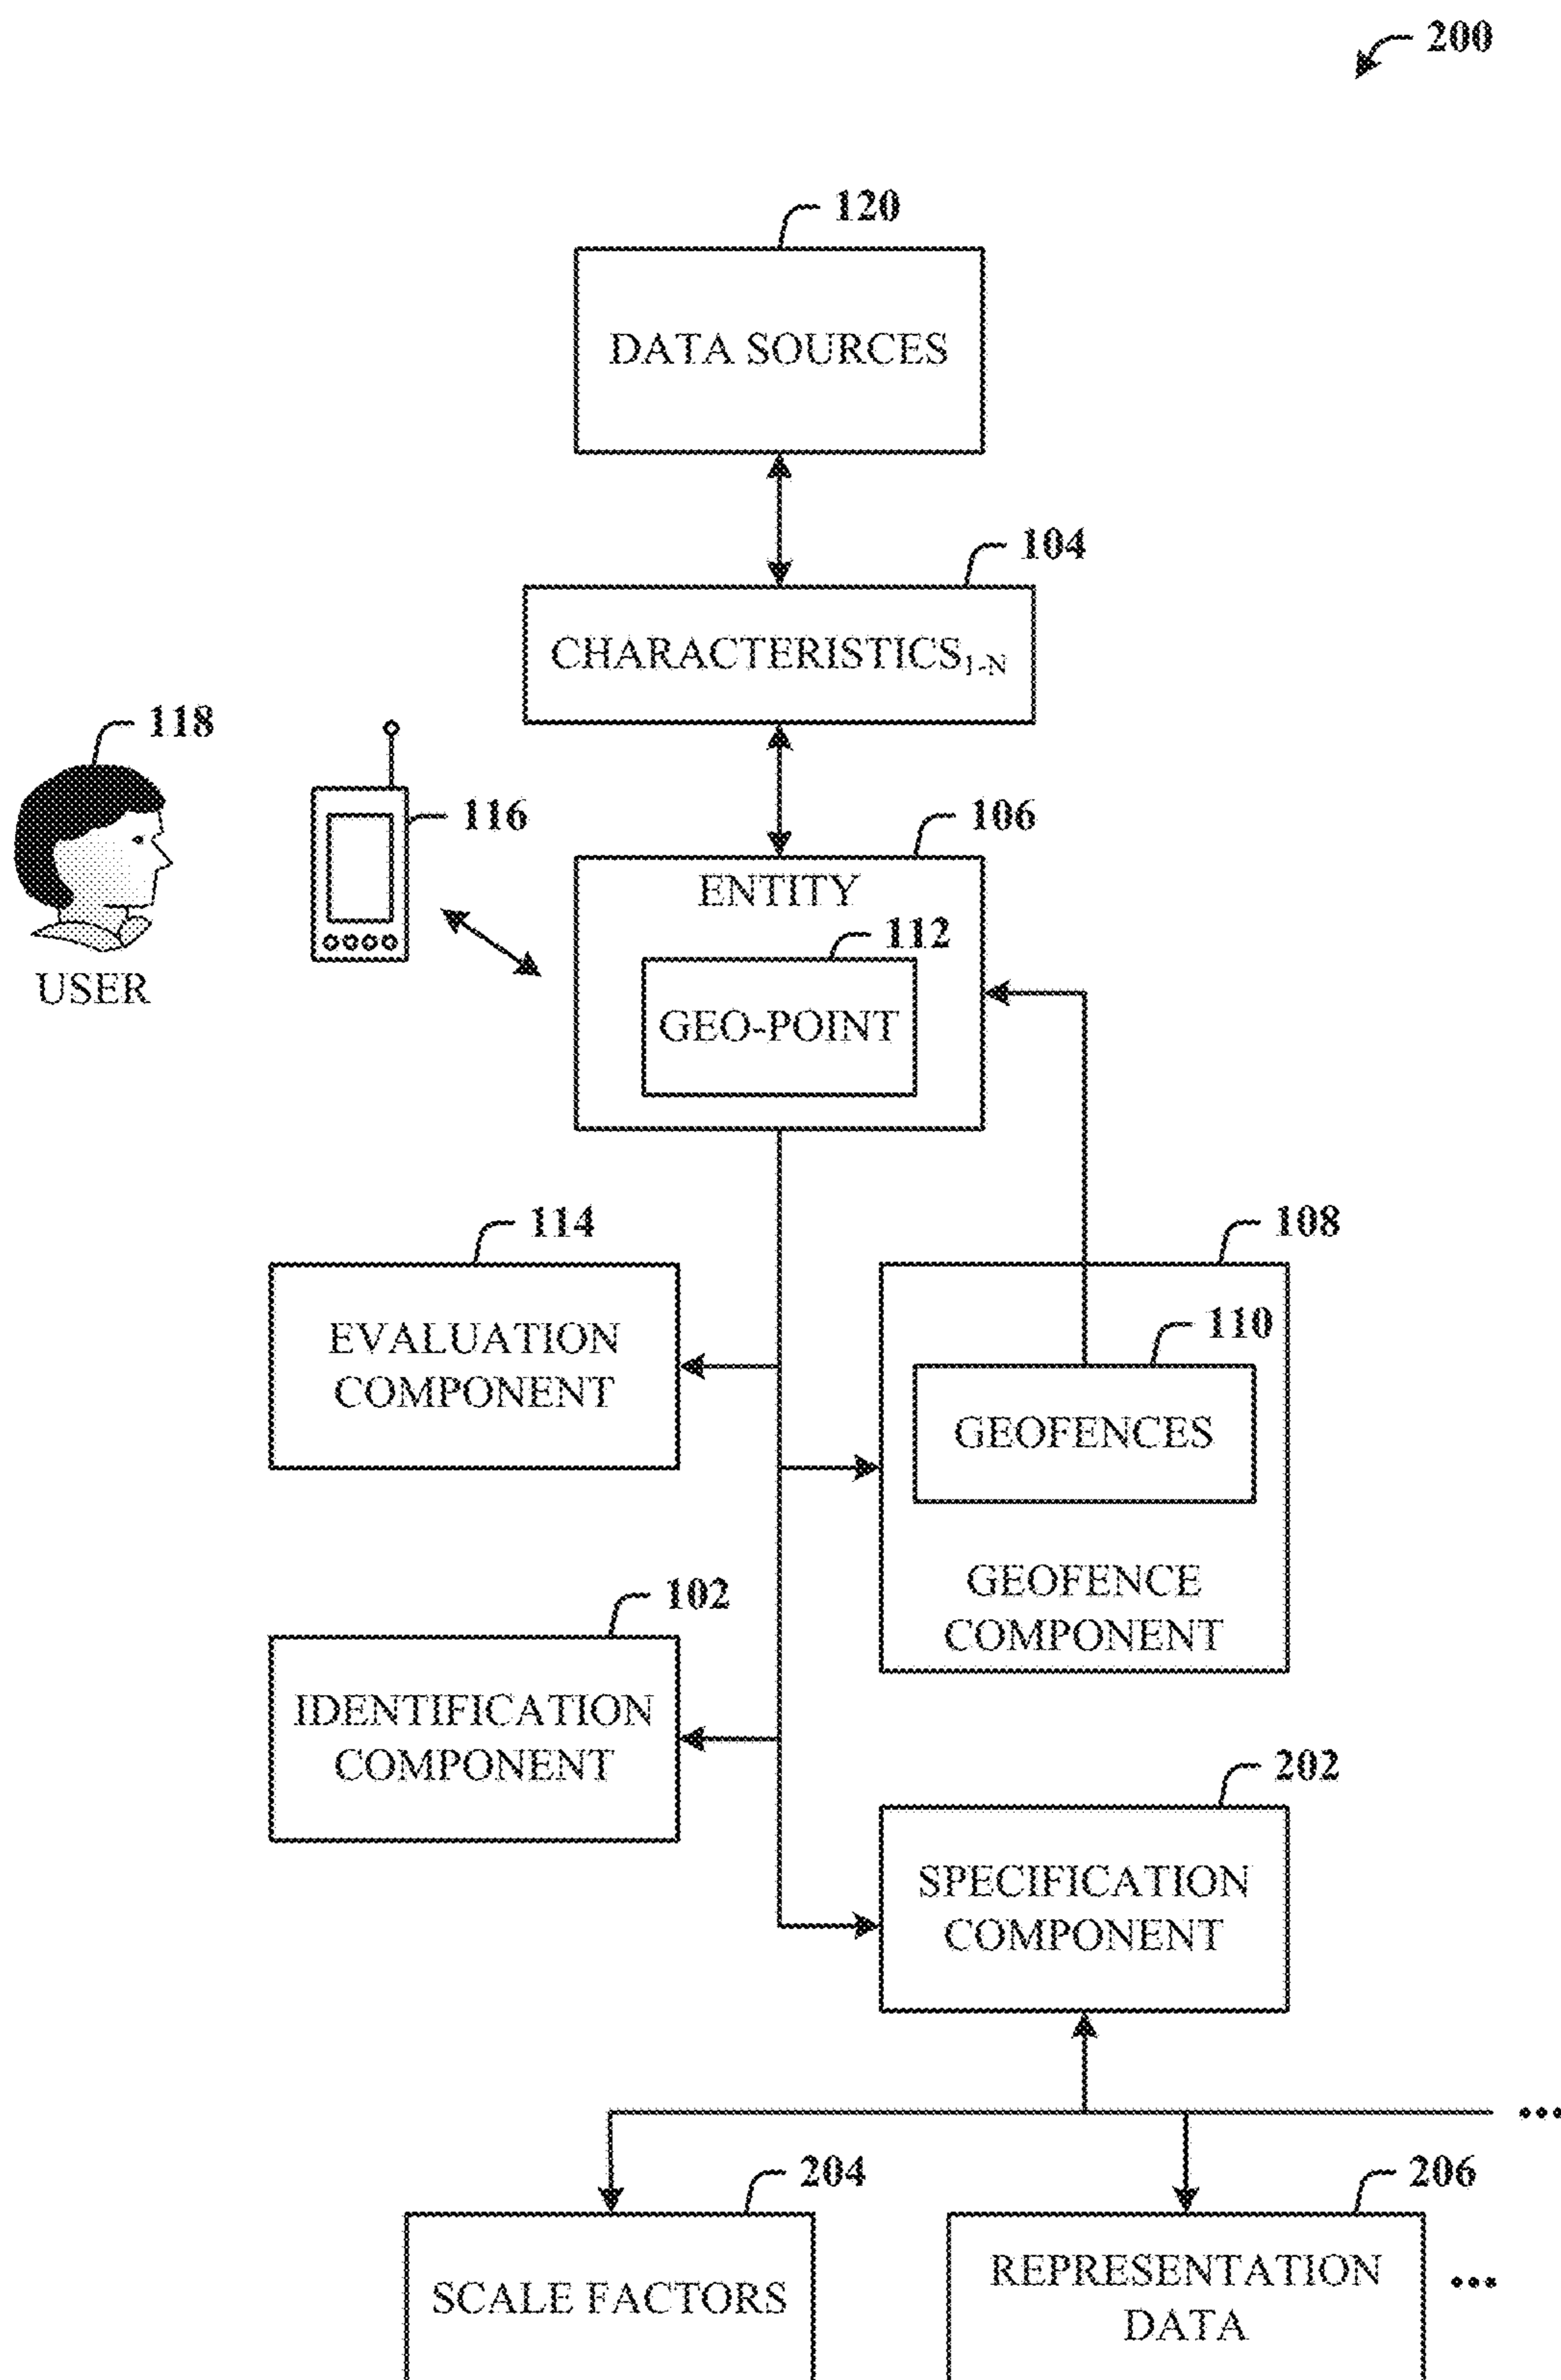 200
120
DATA SOURCES
104
CHARACTERISTICS1-N
118
116
106
ENTITY
112
USER
GEO-POINT
114
108
EVALUATION
COMPONENT
110
GEOFENCES
GEOFENCE
COMPONENT
102
IDENTIFICATION
COMPONENT
202
SPECIFICATION
COMPONENT
...
204
206
SCALE FACTORS
REPRESENTATION
DATA
...